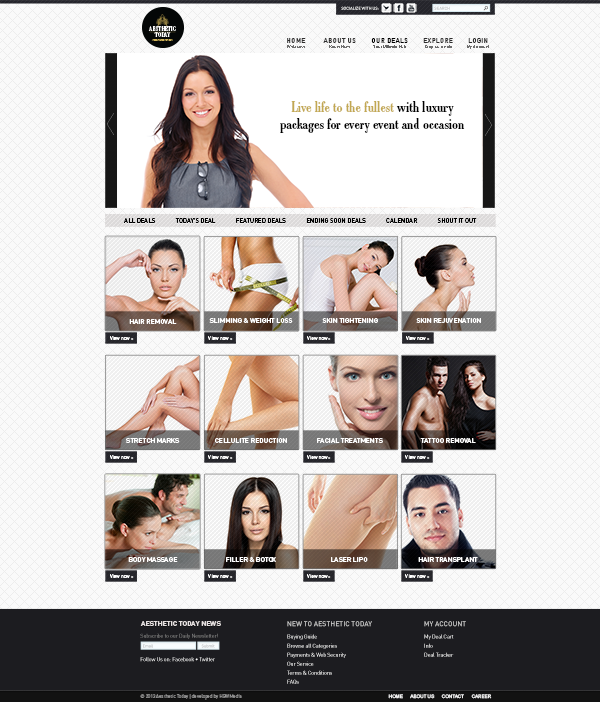 SOCIALIZE WITH US:
SEARCH
AESTHETIC
TODAY
HOME
ABOUT US
OUR DEALS
EXPLORE
LOGIN
Welcome
Know More
My Account
Live life to the fullest with luxury
packages for every event and occasion
ALL DEALS
TODAY'S DEAL
FEATURED DEALS
ENDING SOON DEALS
CALENDAR
SHOUT IT OUT
HAIR REMOVAL
SLIMMING & WEIGHT LOSS
SKIN TIGHTENING
SKIN REJUVENATION
View now »
View now »
View now »
View now »
STRETCH MARKS
CELLULITE REDUCTION
FACIAL TREATMENTS
TATTOO REMOVAL
View now »
View now »
View now »
View now »
BODY MASSAGE
FILLER & BOTOX
LASER LIPO
HAIR TRANSPLANT
View now »
View now »
View now »
View now »
AESTHETIC TODAY NEWS
Subscribe to our Daily Newsletter!
Email
Follow Us on: Facebook + Twitter
NEW TO AESTHETIC TODAY
Buying Guide
Browse all Categories
Payments & Web Security
Our Service
Terms & Conditions
FAQs
MY ACCOUNT
My Deal Cart
Info
Deal Tracker
© 2013 Aesthetic Today | developed by HGWMedia
HOME
ABOUT US
CONTACT
CAREER